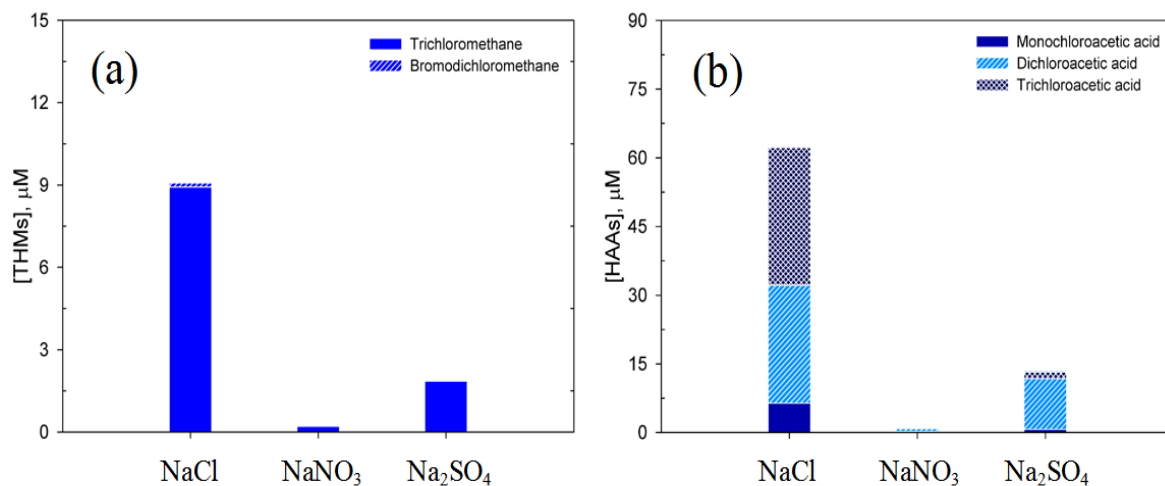 (a)
Trichloromethane
Bromodichloromethane
[THMs], μM
15
12
9
6
3
0
NaCl NaNO₃ Na₂SO₄
(b)
Monochloroacetic acid
Dichloroacetic acid
Trichloroacetic acid
[HAAs], μM
90
75
60
45
30
15
0
NaCl NaNO₃ Na₂SO₄